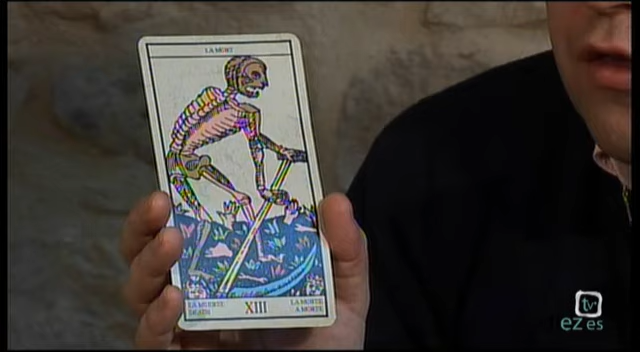 LA MORT
LA MUERTE
DEATH
XIII
LA MORTE
A MORTE
tv
ez es